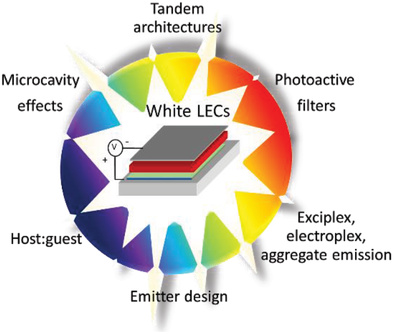 Tandem
architectures
Microcavity
effects
Photoactive
filters
White LECs
V
-
+
Host:guest
Exciplex,
electroplex,
aggregate emission
Emitter design